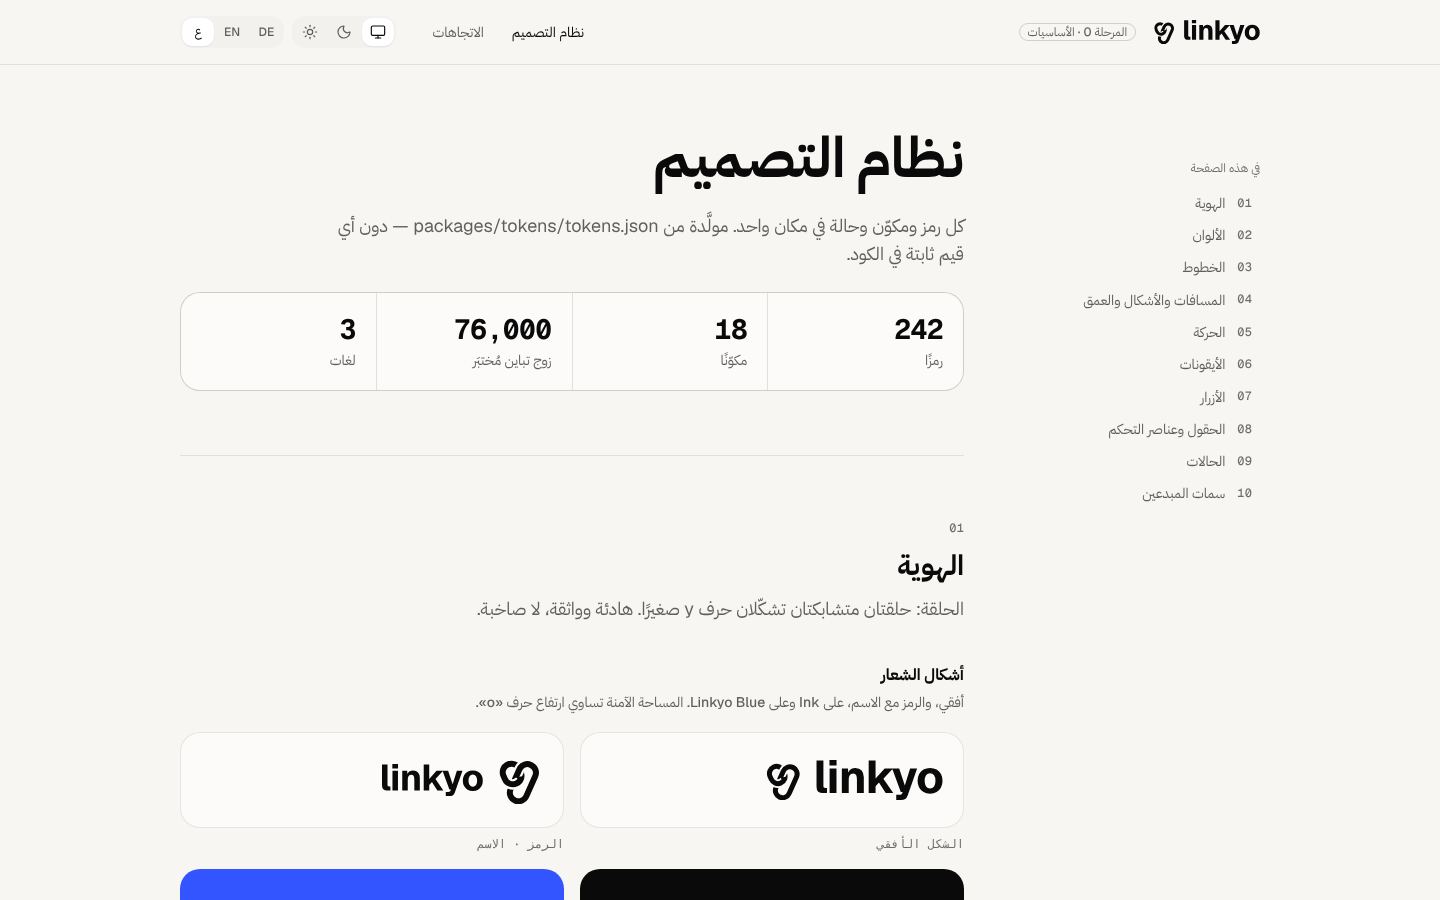 linkyo
المرحلة 0 · الأساسيات
نظام التصميم
الاتجاهات
DE
EN
ع
في هذه الصفحة
01 الهوية
02 الألوان
03 الخطوط
04 المسافات والأشكال والعمق
05 الحركة
06 الأيقونات
07 الأزرار
08 الحقول وعناصر التحكم
09 الحالات
10 سمات المبدعين
نظام التصميم
كل رمز ومكوّن وحالة في مكان واحد. مولَّدة من packages/tokens/tokens.json — دون أي
قيم ثابتة في الكود.
242
رمزًا
18
مكوّنًا
76,000
زوج تباين مُختبَر
3
لغات
01
الهوية
الحلقة: حلقتان متشابكتان تشكّلان حرف y صغيرًا. هادئة وواثقة، لا صاخبة.
أشكال الشعار
أفقي، والرمز مع الاسم، على Ink وعلى Linkyo Blue. المساحة الآمنة تساوي ارتفاع حرف «o».
linkyo
linkyo
الشكل الأفقي
الرمز · الاسم